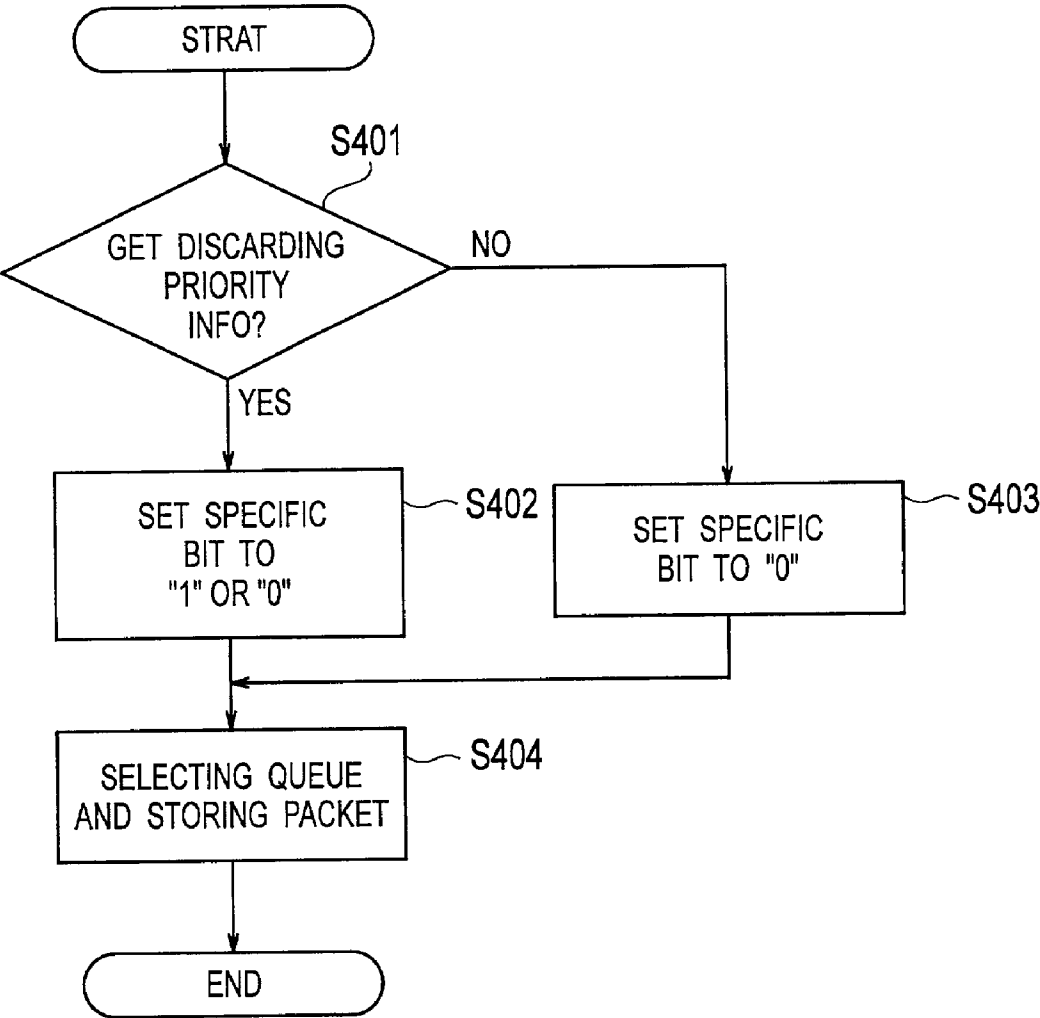 STRAT
S401
GET DISCARDING
PRIORITY
INFO?
NO
YES
SET SPECIFIC
BIT TO
"1" OR "0"
S402
SET SPECIFIC
BIT TO "0"
S403
SELECTING QUEUE
AND STORING PACKET
S404
END